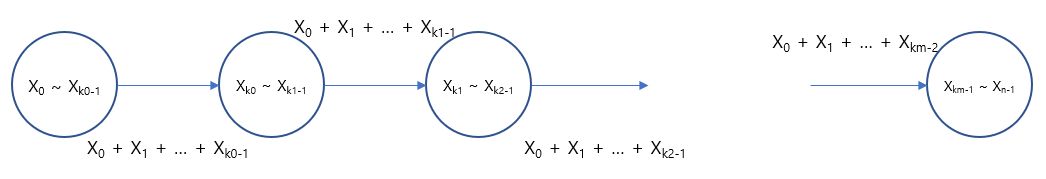 X₀ + X₁ + ... + Xₖ₁₋₁
X₀ + X₁ + ... + Xₖₘ₋₂
X₀ ~ Xₖ₀₋₁
Xₖ₀ ~ Xₖ₁₋₁
Xₖ₁ ~ Xₖ₂₋₁
Xₖₘ₋₁ ~ Xₙ₋₁
X₀ + X₁ + ... + Xₖ₀₋₁
X₀ + X₁ + ... + Xₖ₂₋₁